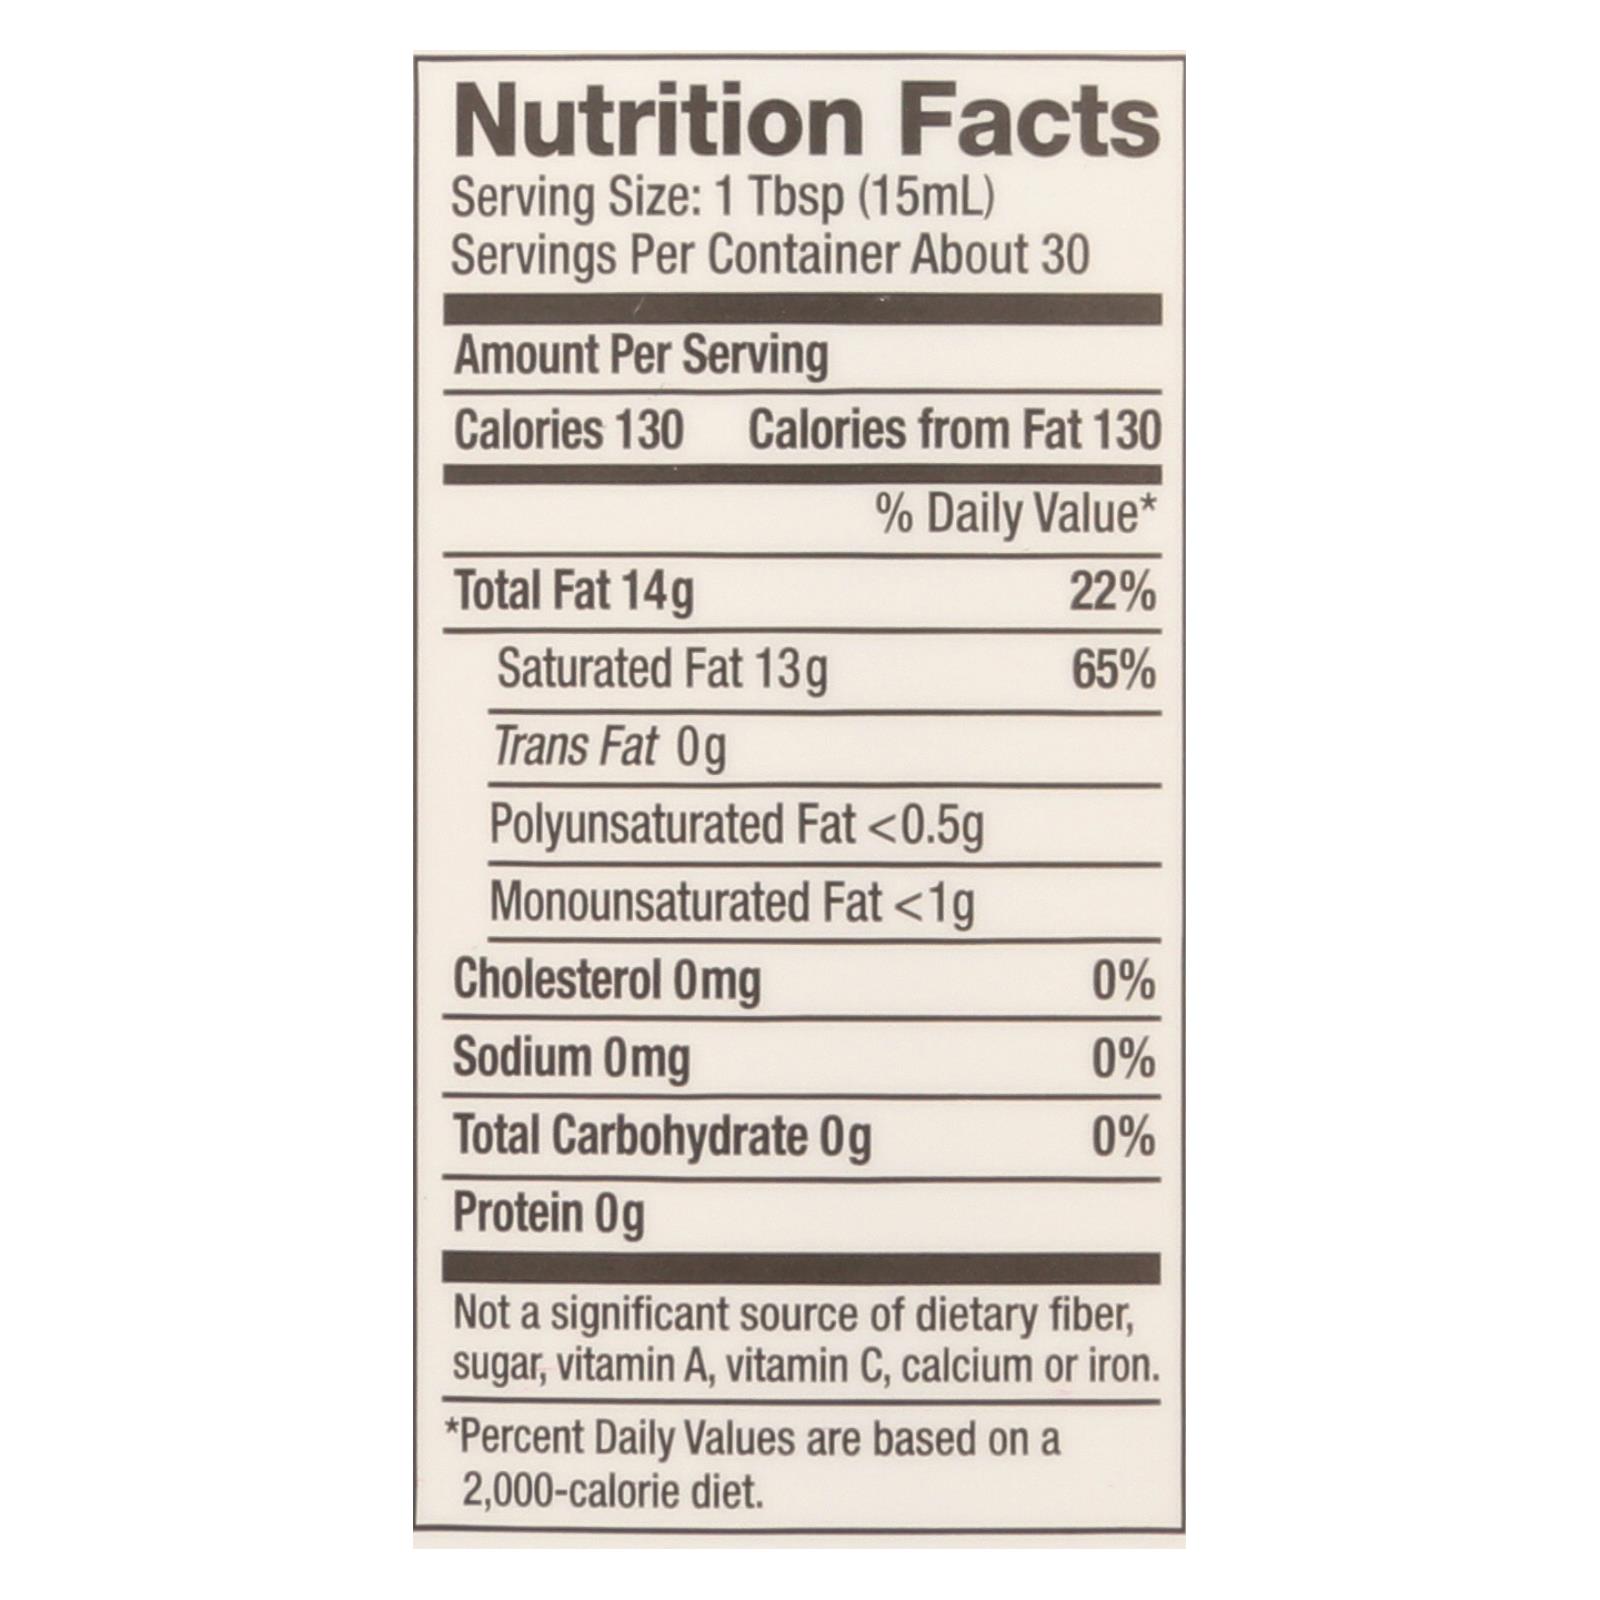 Nutrition Facts
Serving Size: 1 Tbsp (15mL)
Servings Per Container About 30
Amount Per Serving
Calories 130 Calories from Fat 130
% Daily Value*
Total Fat 14g 22%
Saturated Fat 13g 65%
Trans Fat 0g
Polyunsaturated Fat <0.5g
Monounsaturated Fat <1g
Cholesterol 0mg 0%
Sodium 0mg 0%
Total Carbohydrate 0g 0%
Protein 0g
Not a significant source of dietary fiber,
sugar, vitamin A, vitamin C, calcium or iron.
*Percent Daily Values are based on a
2,000-calorie diet.